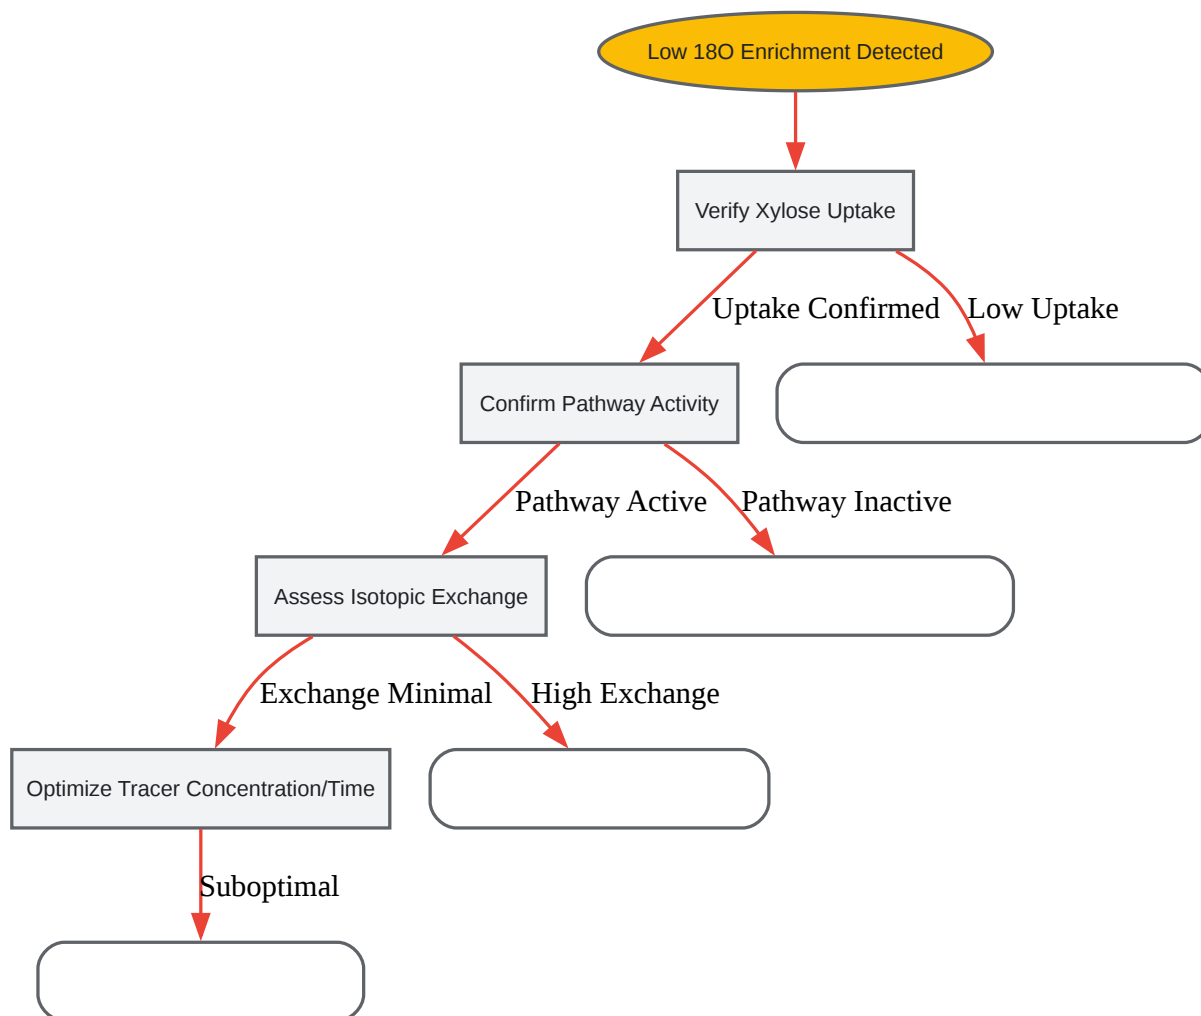 Low 18O Enrichment Detected
Verify Xylose Uptake
Uptake Confirmed
Low Uptake
Confirm Pathway Activity
Pathway Active
Pathway Inactive
Assess Isotopic Exchange
Exchange Minimal
High Exchange
Optimize Tracer Concentration/Time
Suboptimal